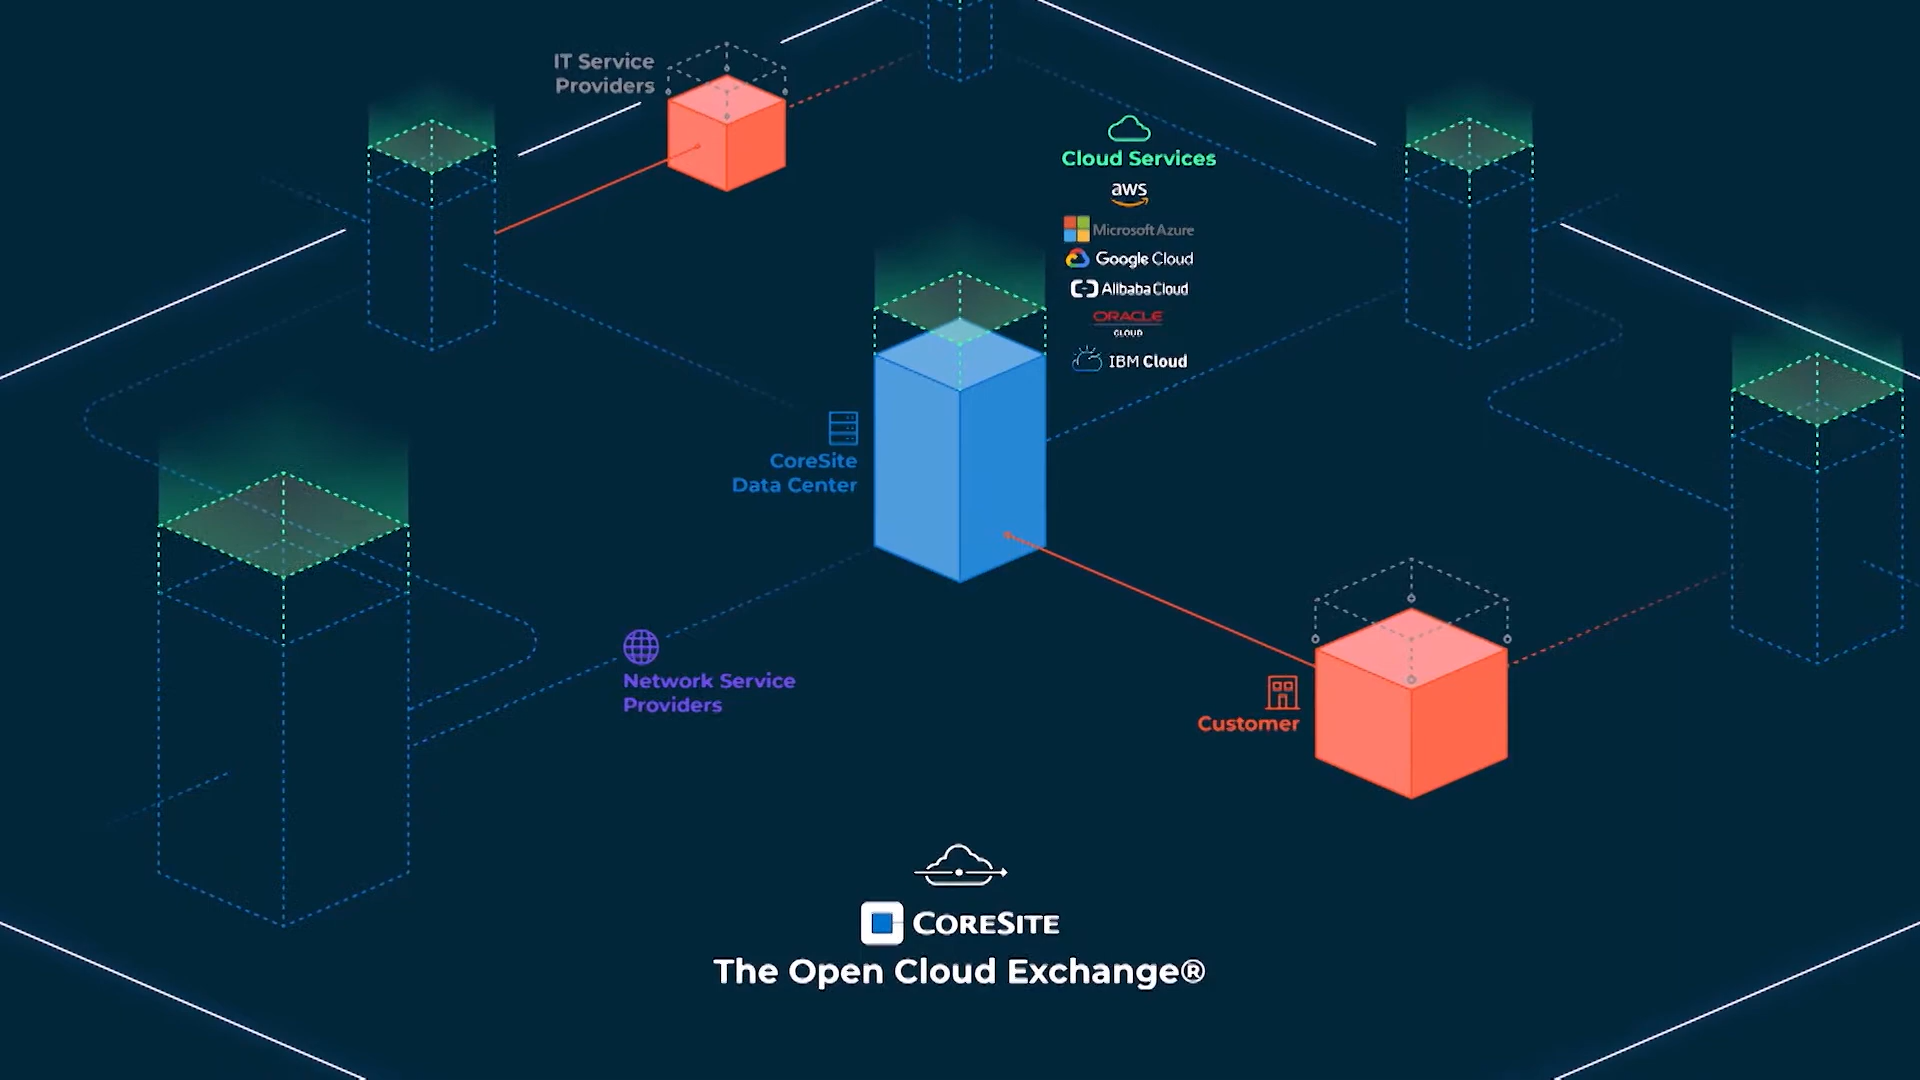 IT Service
Providers
Cloud Services
aws
Microsoft Azure
Google Cloud
Alibaba Cloud
ORACLE
CLOUD
IBM Cloud
CoreSite
Data Center
Network Service
Providers
Customer
CORESITE
The Open Cloud Exchange®